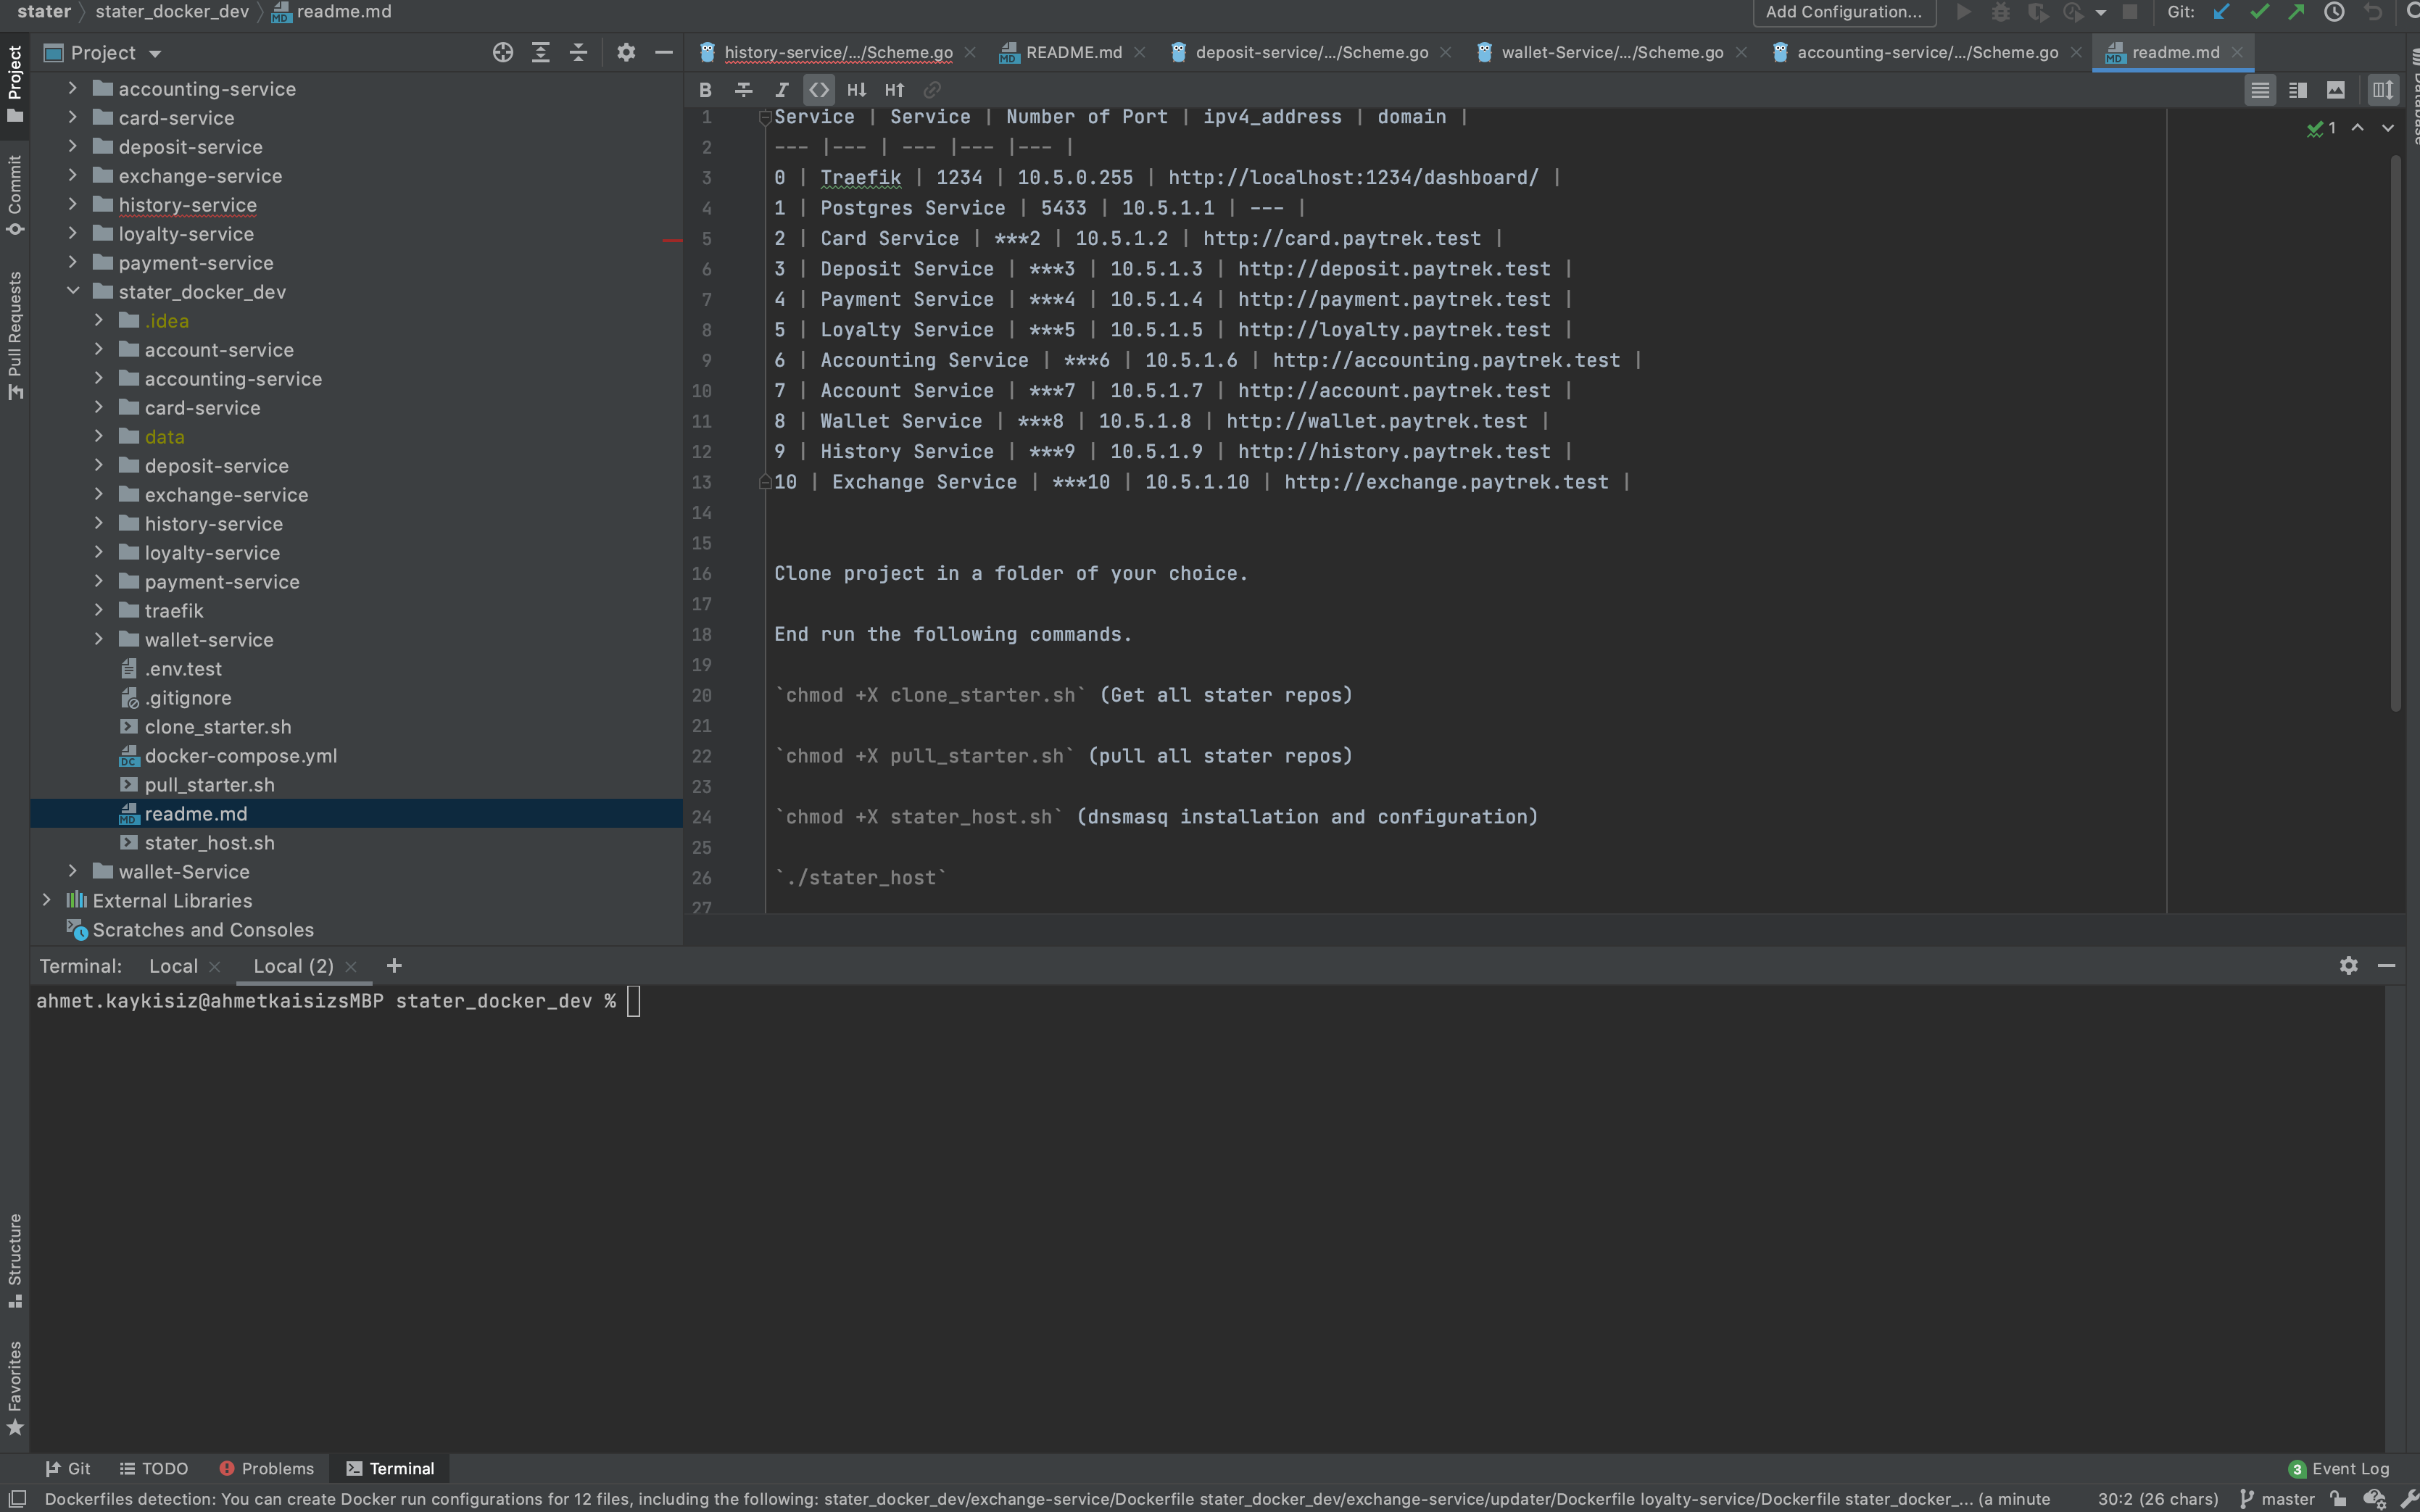 stater stater_docker_dev readme.md
Add Configuration...
Git:
Project
history-service/.../Scheme.go
README.md
deposit-service/.../Scheme.go
wallet-Service/.../Scheme.go
accounting-service/.../Scheme.go
readme.md
Project
Commit
Pull Requests
Structure
Favorites
Database
accounting-service
card-service
deposit-service
exchange-service
history-service
loyalty-service
payment-service
stater_docker_dev
.idea
account-service
accounting-service
card-service
data
deposit-service
exchange-service
history-service
loyalty-service
payment-service
traefik
wallet-service
.env.test
.gitignore
clone_starter.sh
docker-compose.yml
pull_starter.sh
readme.md
stater_host.sh
wallet-Service
External Libraries
Scratches and Consoles
B I H↓ H↑
1
1 Service | Service | Number of Port | ipv4_address | domain |
2 --- |--- | --- |--- |--- |
3 0 | Traefik | 1234 | 10.5.0.255 | http://localhost:1234/dashboard/ |
4 1 | Postgres Service | 5433 | 10.5.1.1 | --- |
5 2 | Card Service | ***2 | 10.5.1.2 | http://card.paytrek.test |
6 3 | Deposit Service | ***3 | 10.5.1.3 | http://deposit.paytrek.test |
7 4 | Payment Service | ***4 | 10.5.1.4 | http://payment.paytrek.test |
8 5 | Loyalty Service | ***5 | 10.5.1.5 | http://loyalty.paytrek.test |
9 6 | Accounting Service | ***6 | 10.5.1.6 | http://accounting.paytrek.test |
10 7 | Account Service | ***7 | 10.5.1.7 | http://account.paytrek.test |
11 8 | Wallet Service | ***8 | 10.5.1.8 | http://wallet.paytrek.test |
12 9 | History Service | ***9 | 10.5.1.9 | http://history.paytrek.test |
13 10 | Exchange Service | ***10 | 10.5.1.10 | http://exchange.paytrek.test |
14
15
16 Clone project in a folder of your choice.
17
18 End run the following commands.
19
20 `chmod +X clone_starter.sh` (Get all stater repos)
21
22 `chmod +X pull_starter.sh` (pull all stater repos)
23
24 `chmod +X stater_host.sh` (dnsmasq installation and configuration)
25
26 `./stater_host`
27
Terminal: Local Local (2)
ahmet.kaykisiz@ahmetkaisizsMBP stater_docker_dev %
Git TODO Problems Terminal
3 Event Log
Dockerfiles detection: You can create Docker run configurations for 12 files, including the following: stater_docker_dev/exchange-service/Dockerfile stater_docker_dev/exchange-service/updater/Dockerfile loyalty-service/Dockerfile stater_docker_... (a minute
30:2 (26 chars) master